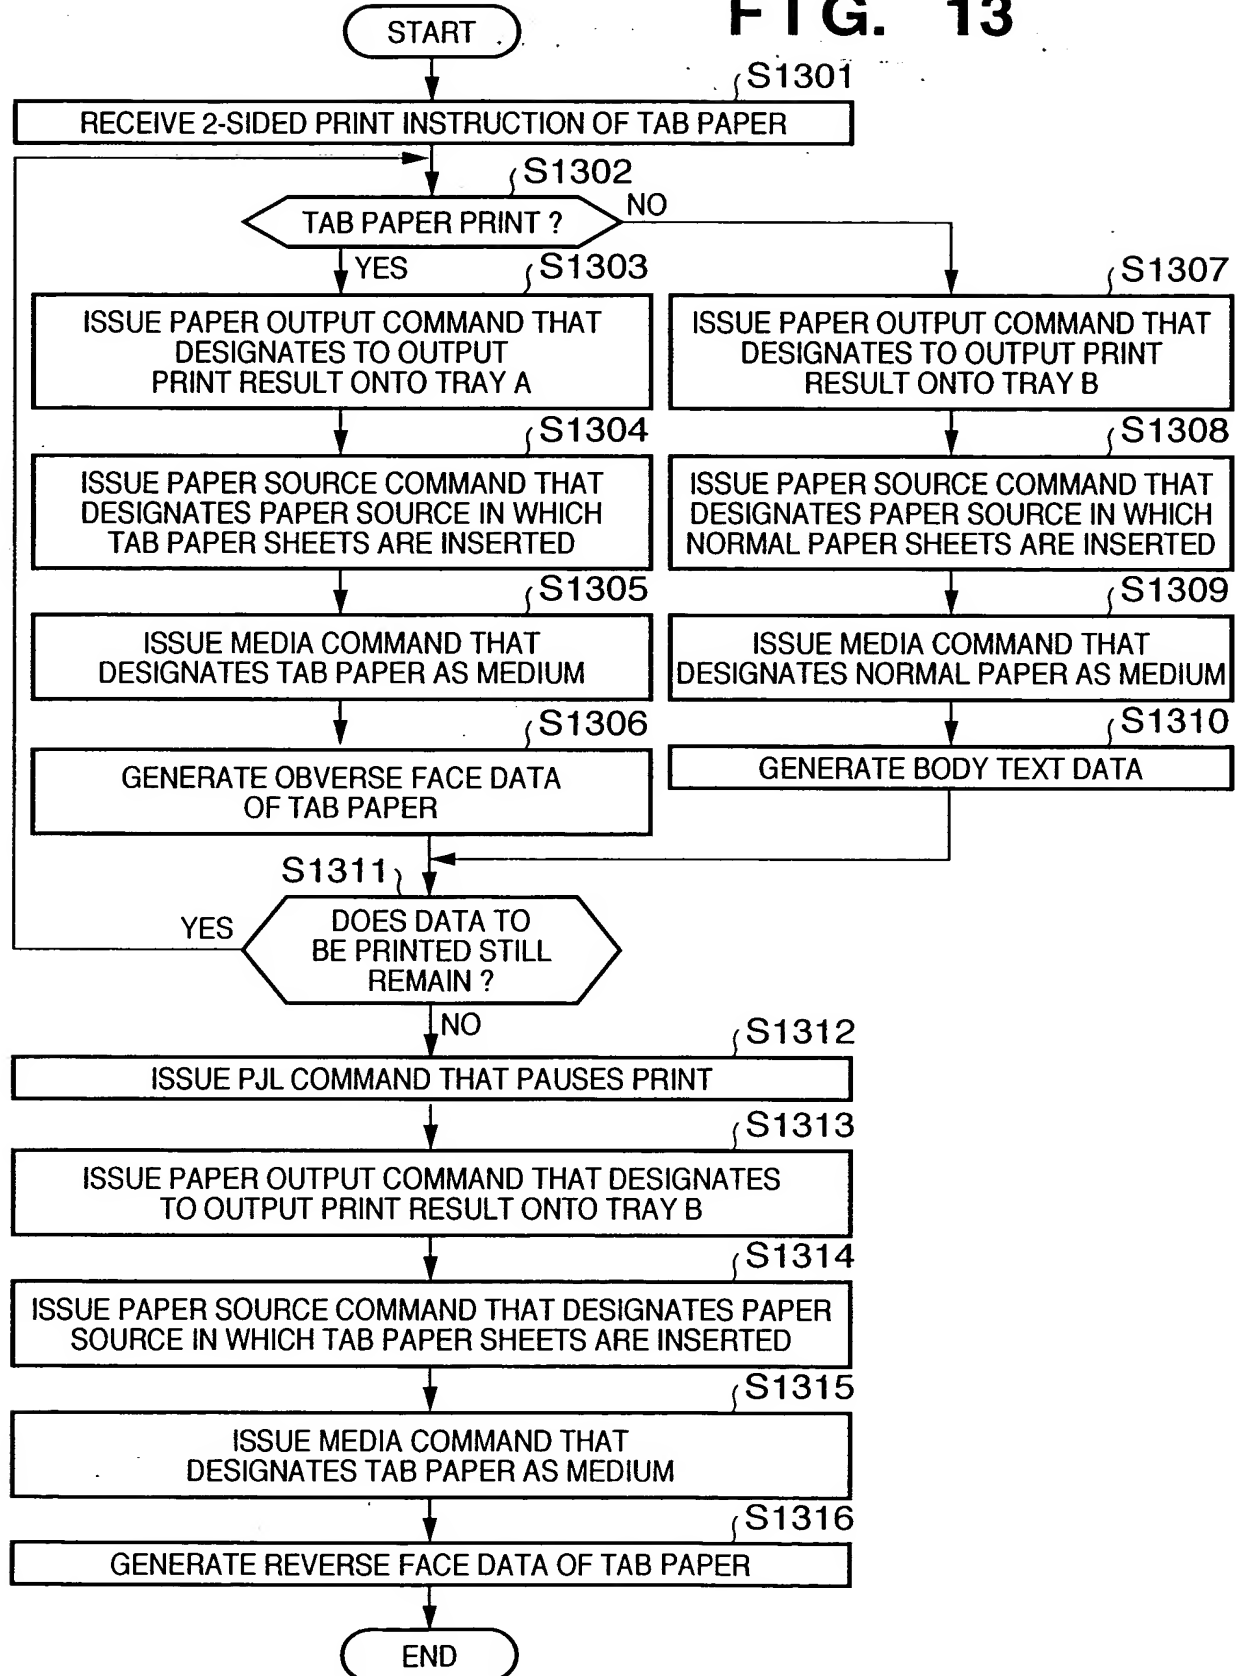 FIG. 13
START
S1301
RECEIVE 2-SIDED PRINT INSTRUCTION OF TAB PAPER
S1302
TAB PAPER PRINT ?
NO
YES
S1303
ISSUE PAPER OUTPUT COMMAND THAT
DESIGNATES TO OUTPUT
PRINT RESULT ONTO TRAY A
S1304
ISSUE PAPER SOURCE COMMAND THAT
DESIGNATES PAPER SOURCE IN WHICH
TAB PAPER SHEETS ARE INSERTED
S1305
ISSUE MEDIA COMMAND THAT
DESIGNATES TAB PAPER AS MEDIUM
S1306
GENERATE OBVERSE FACE DATA
OF TAB PAPER
S1307
ISSUE PAPER OUTPUT COMMAND THAT
DESIGNATES TO OUTPUT PRINT
RESULT ONTO TRAY B
S1308
ISSUE PAPER SOURCE COMMAND THAT
DESIGNATES PAPER SOURCE IN WHICH
NORMAL PAPER SHEETS ARE INSERTED
S1309
ISSUE MEDIA COMMAND THAT
DESIGNATES NORMAL PAPER AS MEDIUM
S1310
GENERATE BODY TEXT DATA
S1311
YES
DOES DATA TO
BE PRINTED STILL
REMAIN ?
NO
S1312
ISSUE PJL COMMAND THAT PAUSES PRINT
S1313
ISSUE PAPER OUTPUT COMMAND THAT DESIGNATES
TO OUTPUT PRINT RESULT ONTO TRAY B
S1314
ISSUE PAPER SOURCE COMMAND THAT DESIGNATES PAPER
SOURCE IN WHICH TAB PAPER SHEETS ARE INSERTED
S1315
ISSUE MEDIA COMMAND THAT
DESIGNATES TAB PAPER AS MEDIUM
S1316
GENERATE REVERSE FACE DATA OF TAB PAPER
END